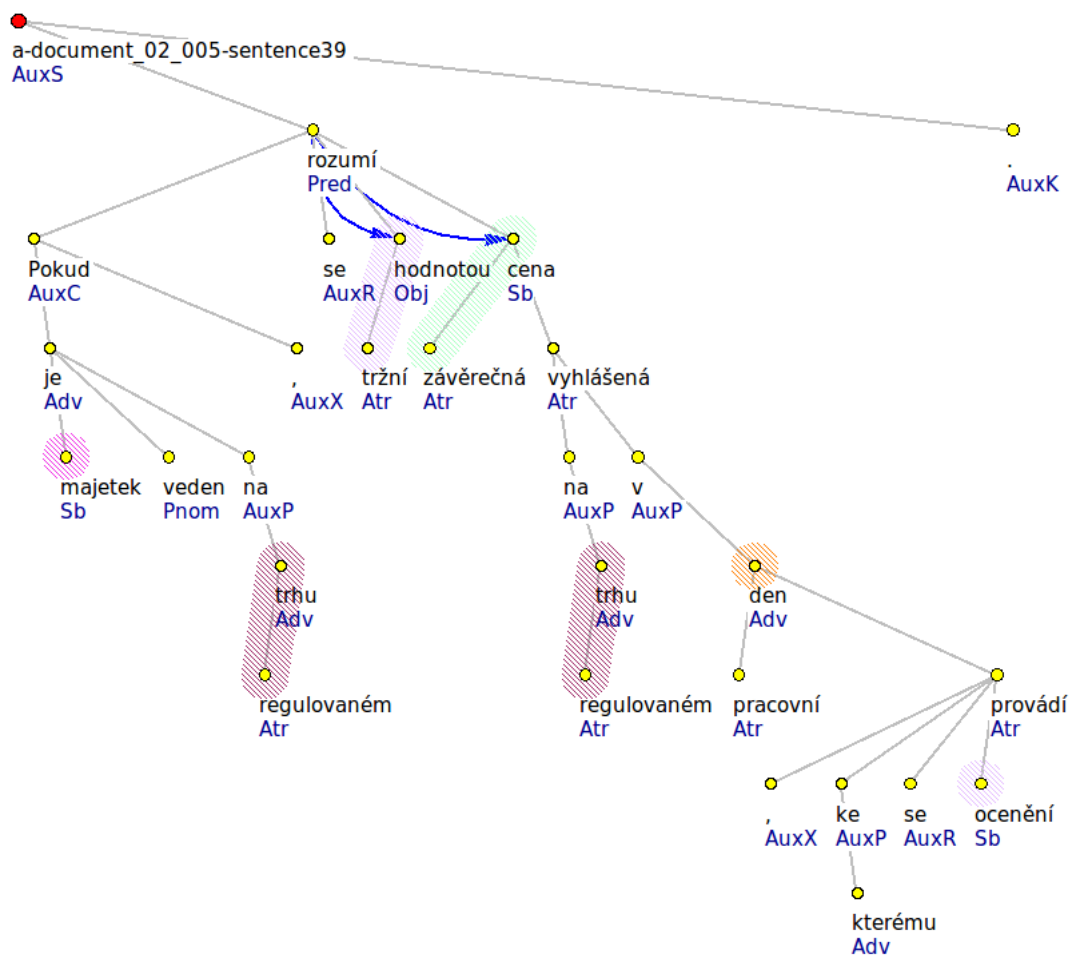 a-document_02_005-sentence39
AuxS
rozumí
Pred
.
AuxK
Pokud
AuxC
se
AuxR
hodnotou
Obj
cena
Sb
je
Adv
,
AuxX
tržní
Atr
závěrečná
Atr
vyhlášená
Atr
majetek
Sb
veden
Pnom
na
AuxP
na
AuxP
v
AuxP
trhu
Adv
trhu
Adv
den
Adv
regulovaném
Atr
regulovaném
Atr
pracovní
Atr
provádí
Atr
,
AuxX
ke
AuxP
se
AuxR
ocenění
Sb
kterému
Adv